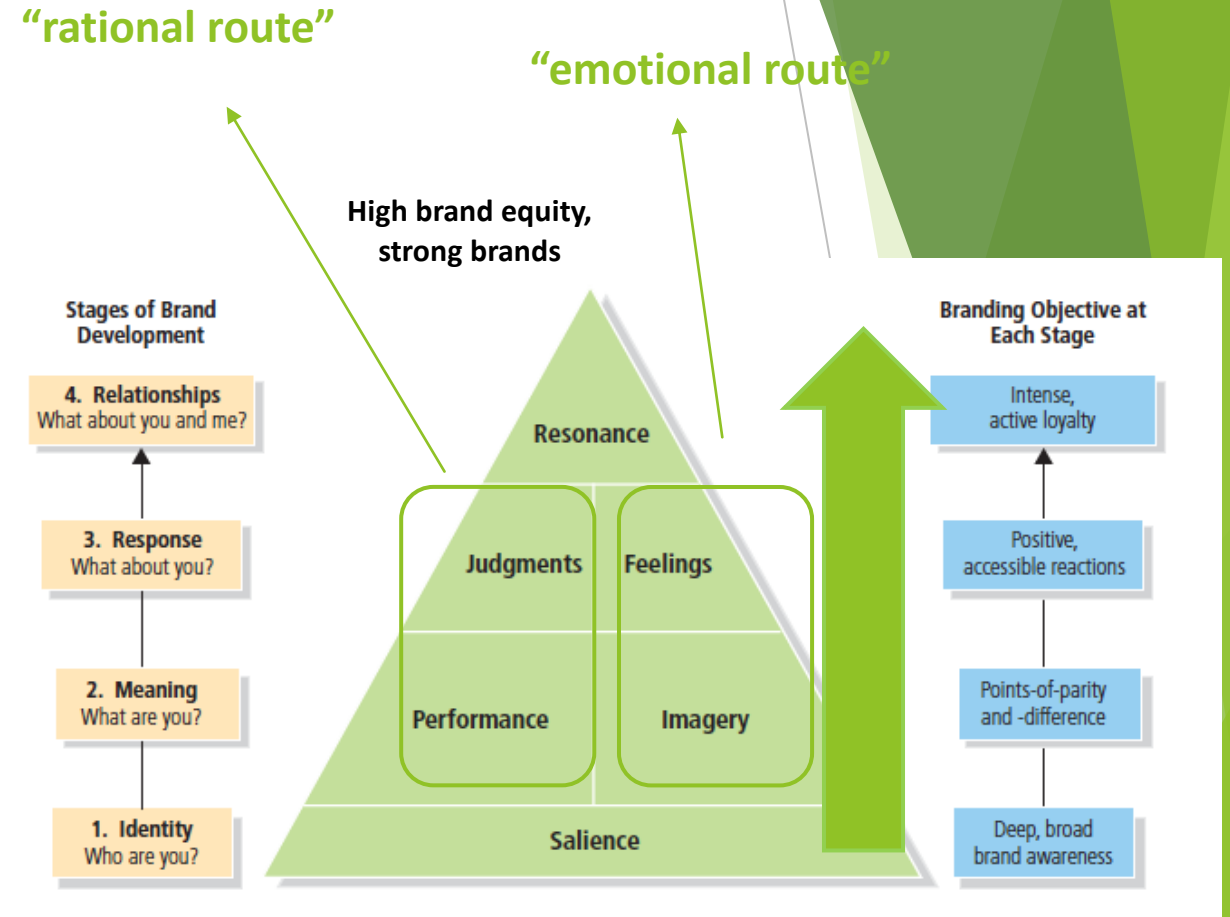 “rational route”
“emotional route”
High brand equity,
strong brands
Stages of Brand
Development
4. Relationships
What about you and me?
3. Response
What about you?
2. Meaning
What are you?
1. Identity
Who are you?
Resonance
Judgments
Feelings
Performance
Imagery
Salience
Branding Objective at
Each Stage
Intense,
active loyalty
Positive,
accessible reactions
Points-of-parity
and -difference
Deep, broad
brand awareness